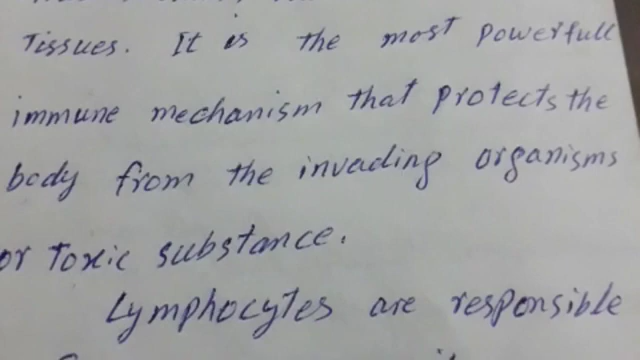 Tissues. It is the most powerfull
immune mechanism that protects the
body from the invading organisms
or toxic substance.
Lymphocytes are responsible